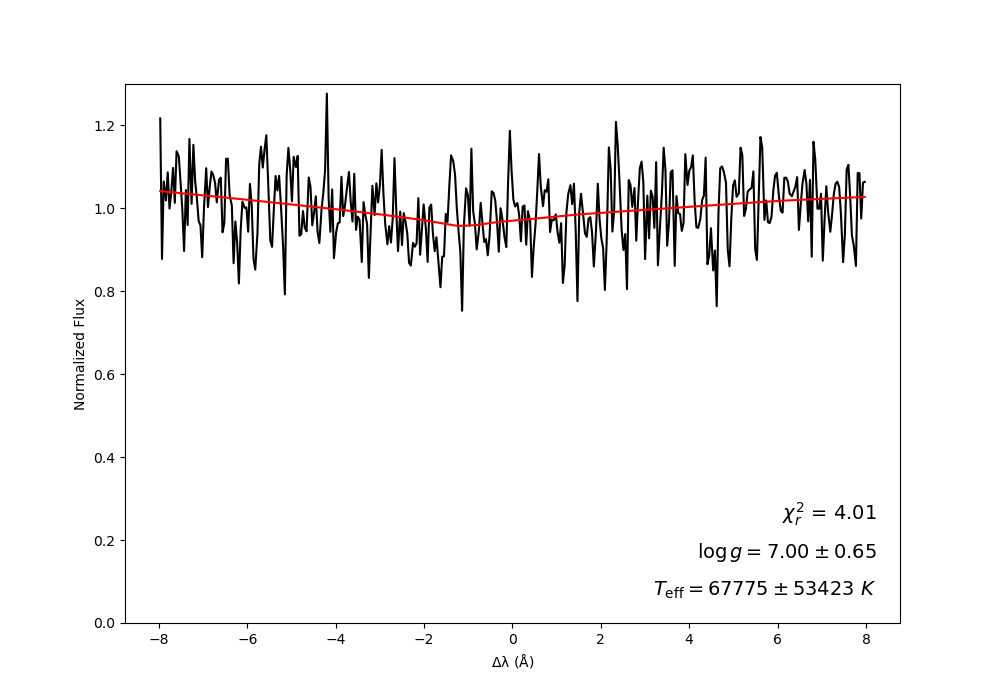 1.2
1.0
0.8
0.6
0.4
0.2
0.0
Normalized Flux
χ²ᵣ = 4.01
log g = 7.00 ± 0.65
T_eff = 67775 ± 53423 K
−8 −6 −4 −2 0 2 4 6 8
Δλ (Å)